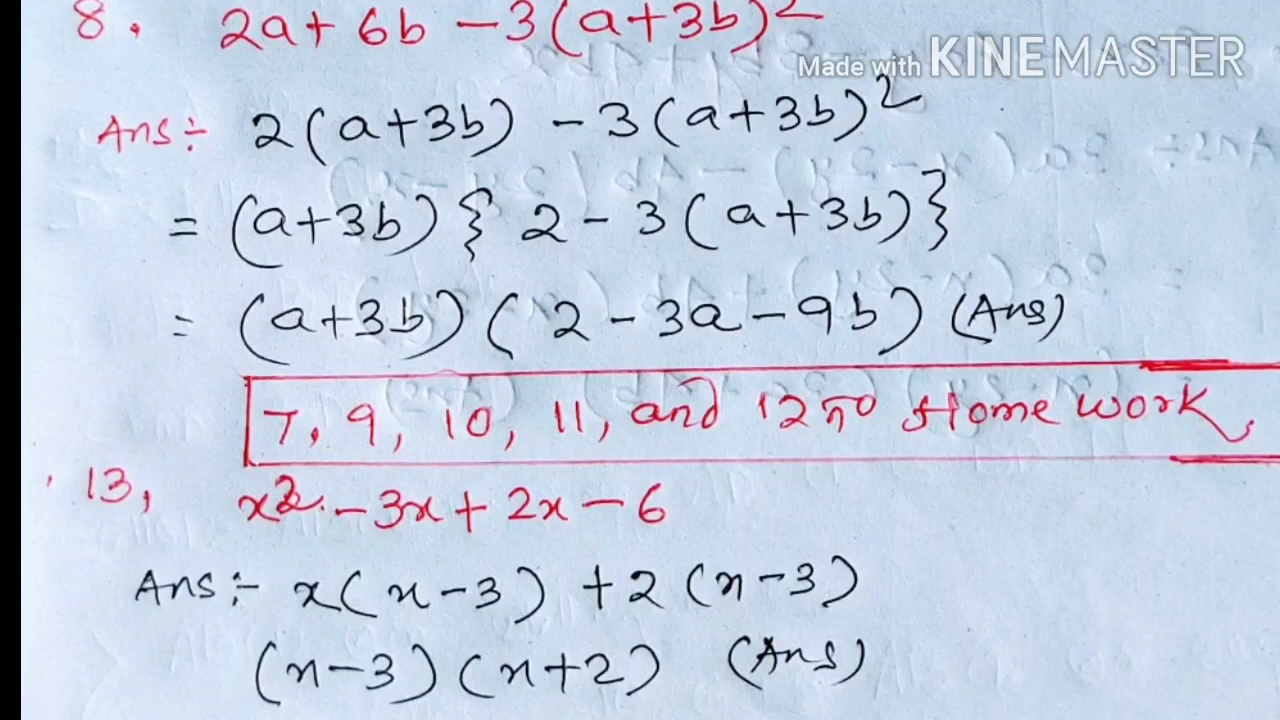 8. 2a+ 6b -3(a+3b)²
Made with KINEMASTER
Ans÷ 2(a+3b) -3(a+3b)²
= (a+3b){ 2-3(a+3b)}
= (a+3b)( 2-3a-9b) (Ans)
7, 9, 10, 11, and 12 Home work
13, x² -3x+2x-6
Ans :- x(x-3) +2(x-3)
(x-3)(x+2) (Ans)